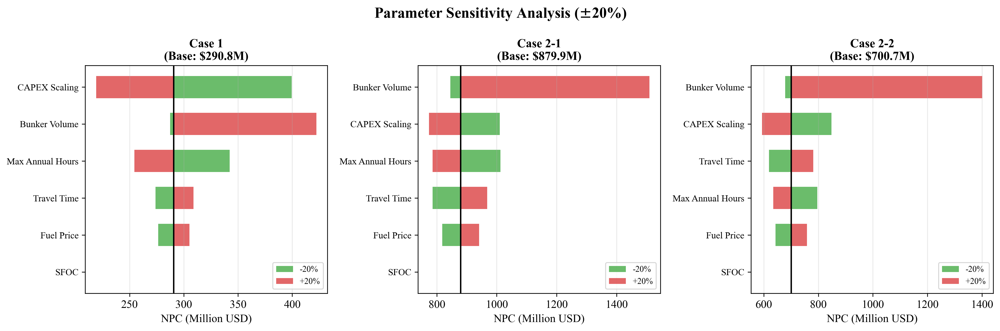 Parameter Sensitivity Analysis (±20%)
Case 1
(Base: $290.8M)
CAPEX Scaling
Bunker Volume
Max Annual Hours
Travel Time
Fuel Price
SFOC
-20%
+20%
250 300 350 400
NPC (Million USD)
Case 2-1
(Base: $879.9M)
Bunker Volume
CAPEX Scaling
Max Annual Hours
Travel Time
Fuel Price
SFOC
-20%
+20%
800 1000 1200 1400
NPC (Million USD)
Case 2-2
(Base: $700.7M)
Bunker Volume
CAPEX Scaling
Travel Time
Max Annual Hours
Fuel Price
SFOC
-20%
+20%
600 800 1000 1200 1400
NPC (Million USD)